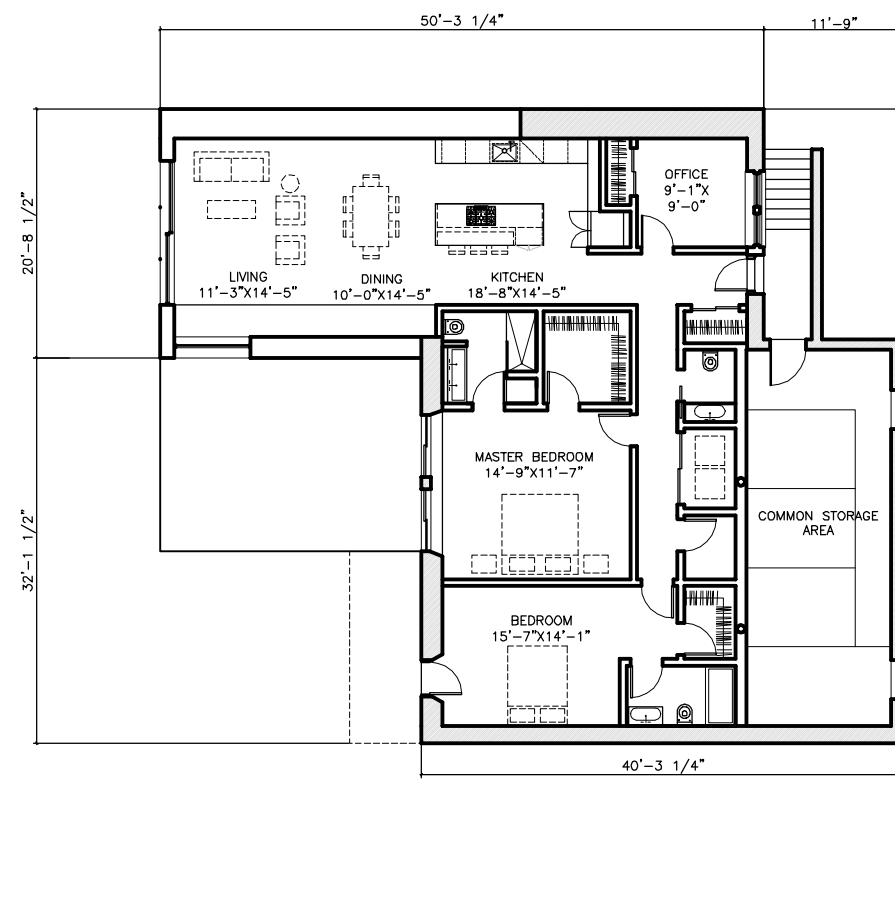 50'-3 1/4"
11'-9"
20'-8 1/2"
OFFICE
9'-1"X
9'-0"
LIVING
11'-3"X14'-5"
DINING
10'-0"X14'-5"
KITCHEN
18'-8"X14'-5"
MASTER BEDROOM
14'-9"X11'-7"
COMMON STORAGE
AREA
32'-1 1/2"
BEDROOM
15'-7"X14'-1"
40'-3 1/4"